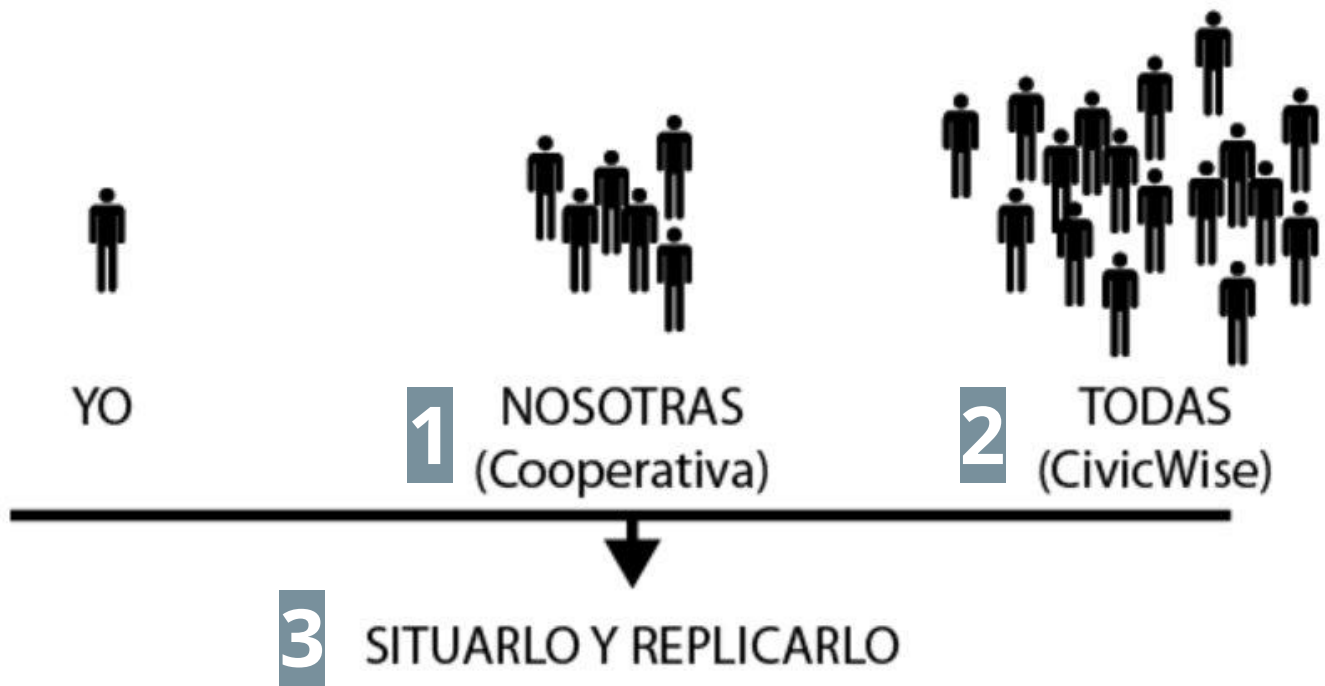 YO
1 NOSOTRAS
(Cooperativa)
2 TODAS
(CivicWise)
3 SITUARLO Y REPLICARLO